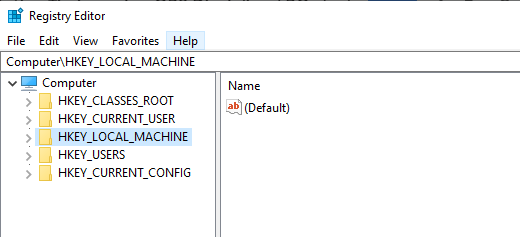 Registry Editor
File Edit View Favorites Help
Computer\HKEY_LOCAL_MACHINE
Computer
HKEY_CLASSES_ROOT
HKEY_CURRENT_USER
HKEY_LOCAL_MACHINE
HKEY_USERS
HKEY_CURRENT_CONFIG
Name
ab (Default)